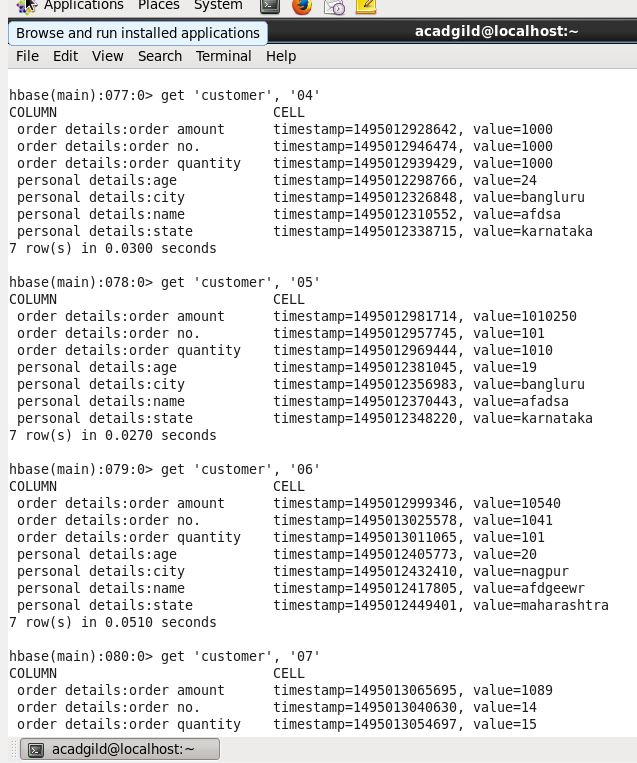 Applications Places System
Browse and run installed applications
acadgild@localhost:~
File Edit View Search Terminal Help
hbase(main):077:0> get 'customer', '04'
COLUMN CELL
order details:order amount timestamp=1495012928642, value=1000
order details:order no. timestamp=1495012946474, value=1000
order details:order quantity timestamp=1495012939429, value=1000
personal details:age timestamp=1495012298766, value=24
personal details:city timestamp=1495012326848, value=bangluru
personal details:name timestamp=1495012310552, value=afdsa
personal details:state timestamp=1495012338715, value=karnataka
7 row(s) in 0.0300 seconds
hbase(main):078:0> get 'customer', '05'
COLUMN CELL
order details:order amount timestamp=1495012981714, value=1010250
order details:order no. timestamp=1495012957745, value=101
order details:order quantity timestamp=1495012969444, value=1010
personal details:age timestamp=1495012381045, value=19
personal details:city timestamp=1495012356983, value=bangluru
personal details:name timestamp=1495012370443, value=afadsa
personal details:state timestamp=1495012348220, value=karnataka
7 row(s) in 0.0270 seconds
hbase(main):079:0> get 'customer', '06'
COLUMN CELL
order details:order amount timestamp=1495012999346, value=10540
order details:order no. timestamp=1495013025578, value=1041
order details:order quantity timestamp=1495013011065, value=101
personal details:age timestamp=1495012405773, value=20
personal details:city timestamp=1495012432410, value=nagpur
personal details:name timestamp=1495012417805, value=afdgeewr
personal details:state timestamp=1495012449401, value=maharashtra
7 row(s) in 0.0510 seconds
hbase(main):080:0> get 'customer', '07'
COLUMN CELL
order details:order amount timestamp=1495013065695, value=1089
order details:order no. timestamp=1495013040630, value=14
order details:order quantity timestamp=1495013054697, value=15
acadgild@localhost:~